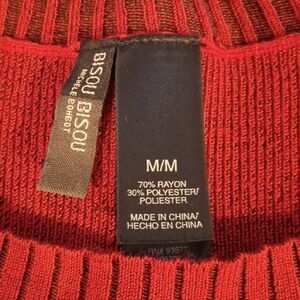 BISOU BISOU
MICHELE BOHBOT
M/M
70% RAYON
30% POLYESTER/
POLIESTER
MADE IN CHINA/
HECHO EN CHINA